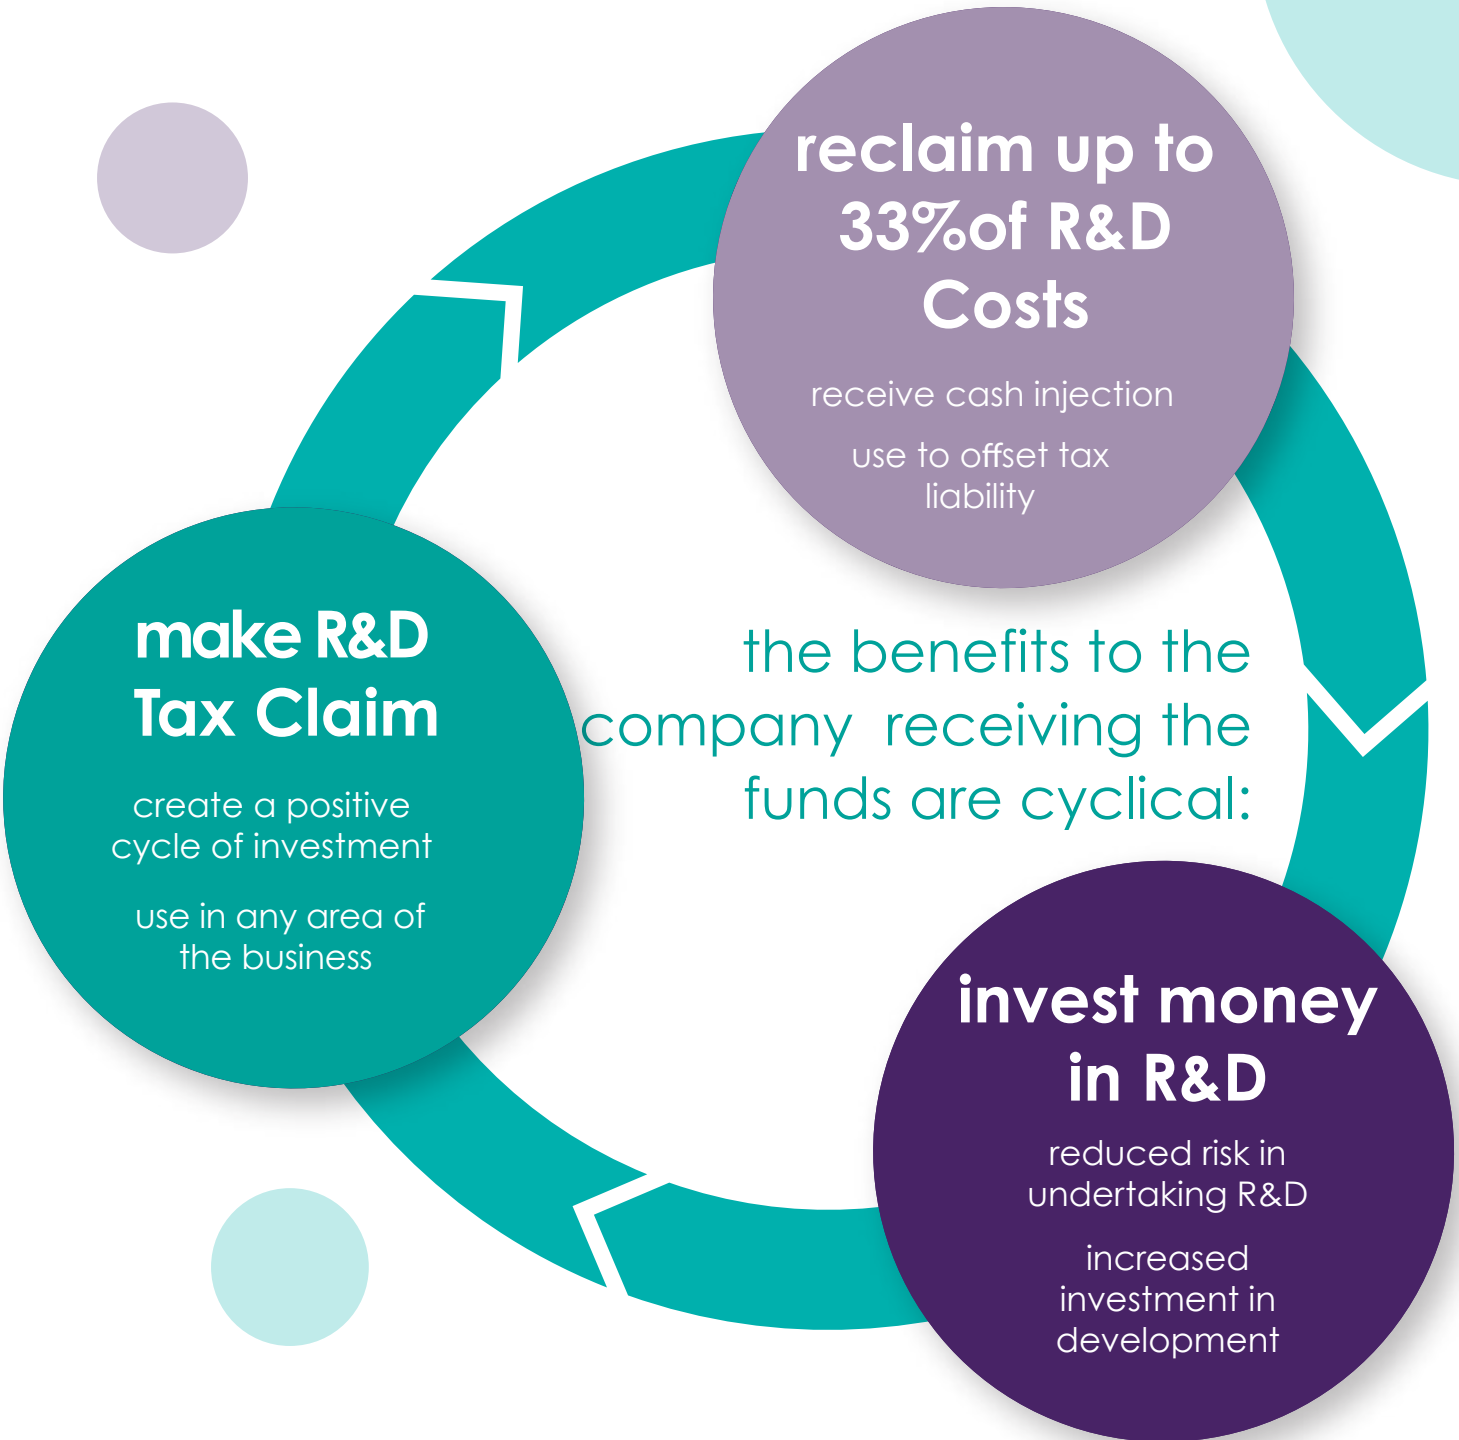 reclaim up to
33%of R&D
Costs
receive cash injection
use to offset tax
liability
make R&D
Tax Claim
create a positive
cycle of investment
use in any area of
the business
the benefits to the
company  receiving the
funds are cyclical:
invest money
in R&D
reduced risk in
undertaking R&D
increased
investment in
development